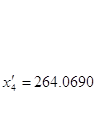 x′₄ = 264.0690